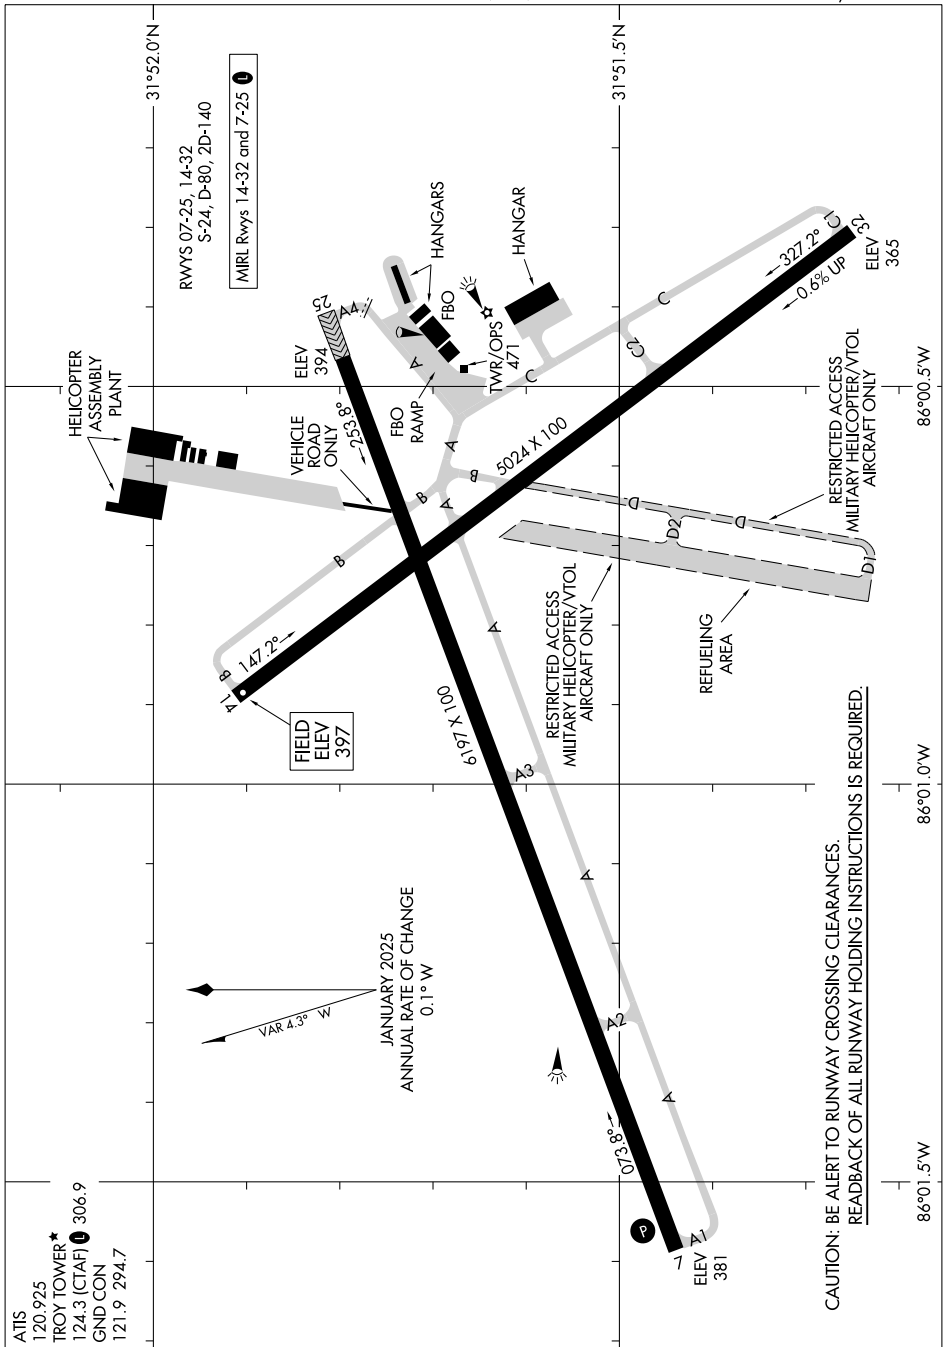 ATIS
120.925
TROY TOWER★
124.3 (CTAF) L 306.9
GND CON
121.9 294.7
JANUARY 2025
ANNUAL RATE OF CHANGE
0.1° W
VAR 4.3° W
31°52.0'N
31°51.5'N
86°01.5'W
86°01.0'W
86°00.5'W
RWYS 07-25, 14-32
S-24, D-80, 2D-140
MIRL Rwys 14-32 and 7-25 L
HELICOPTER
ASSEMBLY
PLANT
VEHICLE
ROAD
ONLY
FIELD
ELEV
397
14
147.2°
B
B
B
B
ELEV
394
25
253.8°
A4
A
FBO
RAMP
FBO
HANGARS
TWR/OPS
471
HANGAR
C
C
C2
C1
A
A
5024 X 100
327.2°
0.6% UP
32
ELEV
365
6197 X 100
A
A3
A
A2
A
073.8°
P
7
A1
ELEV
381
D
D2
D
D1
RESTRICTED ACCESS
MILITARY HELICOPTER/VTOL
AIRCRAFT ONLY
RESTRICTED ACCESS
MILITARY HELICOPTER/VTOL
AIRCRAFT ONLY
REFUELING
AREA
CAUTION: BE ALERT TO RUNWAY CROSSING CLEARANCES.
READBACK OF ALL RUNWAY HOLDING INSTRUCTIONS IS REQUIRED.